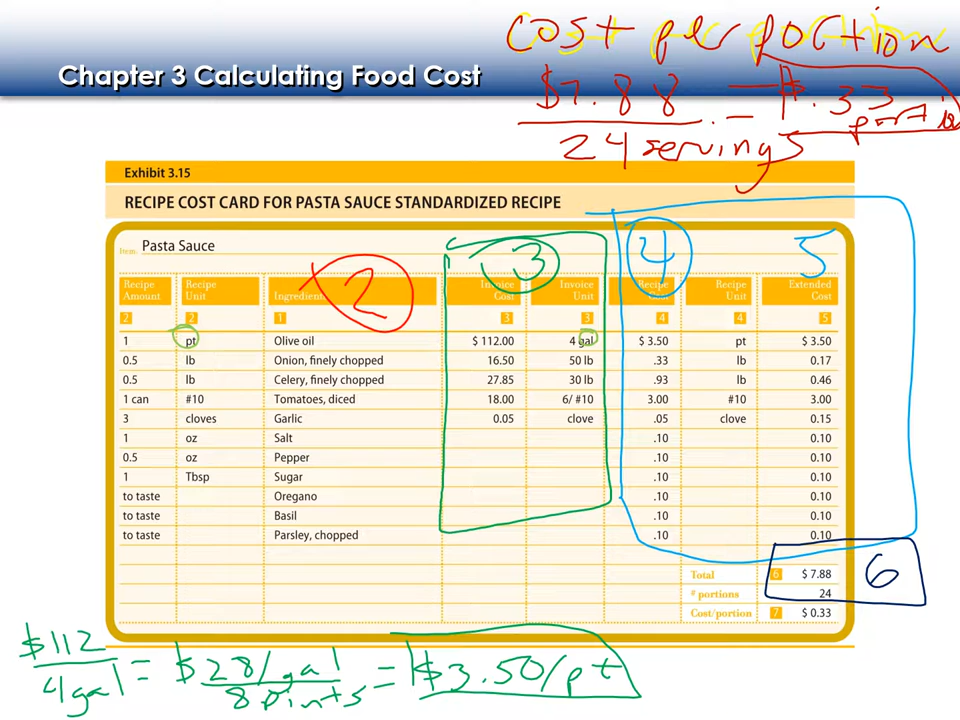 cost per portion
Chapter 3 Calculating Food Cost
$7.88 = $.33
24 servings portion
Exhibit 3.15
RECIPE COST CARD FOR PASTA SAUCE STANDARDIZED RECIPE
Item: Pasta Sauce
3 4 5
2
Recipe Amount Recipe Unit Ingredient Invoice Cost Invoice Unit Recipe Cost Recipe Unit Extended Cost
2 2 1 3 3 4 4 5
1 pt Olive oil $ 112.00 4 gal $ 3.50 pt $ 3.50
0.5 lb Onion, finely chopped 16.50 50 lb .33 lb 0.17
0.5 lb Celery, finely chopped 27.85 30 lb .93 lb 0.46
1 can #10 Tomatoes, diced 18.00 6/ #10 3.00 #10 3.00
3 cloves Garlic 0.05 clove .05 clove 0.15
1 oz Salt .10 0.10
0.5 oz Pepper .10 0.10
1 Tbsp Sugar .10 0.10
to taste Oregano .10 0.10
to taste Basil .10 0.10
to taste Parsley, chopped .10 0.10
Total 6 $ 7.88 6
# portions 24
Cost/portion 7 $ 0.33
$112 = $28/gal = $3.50/pt
4gal 8 points